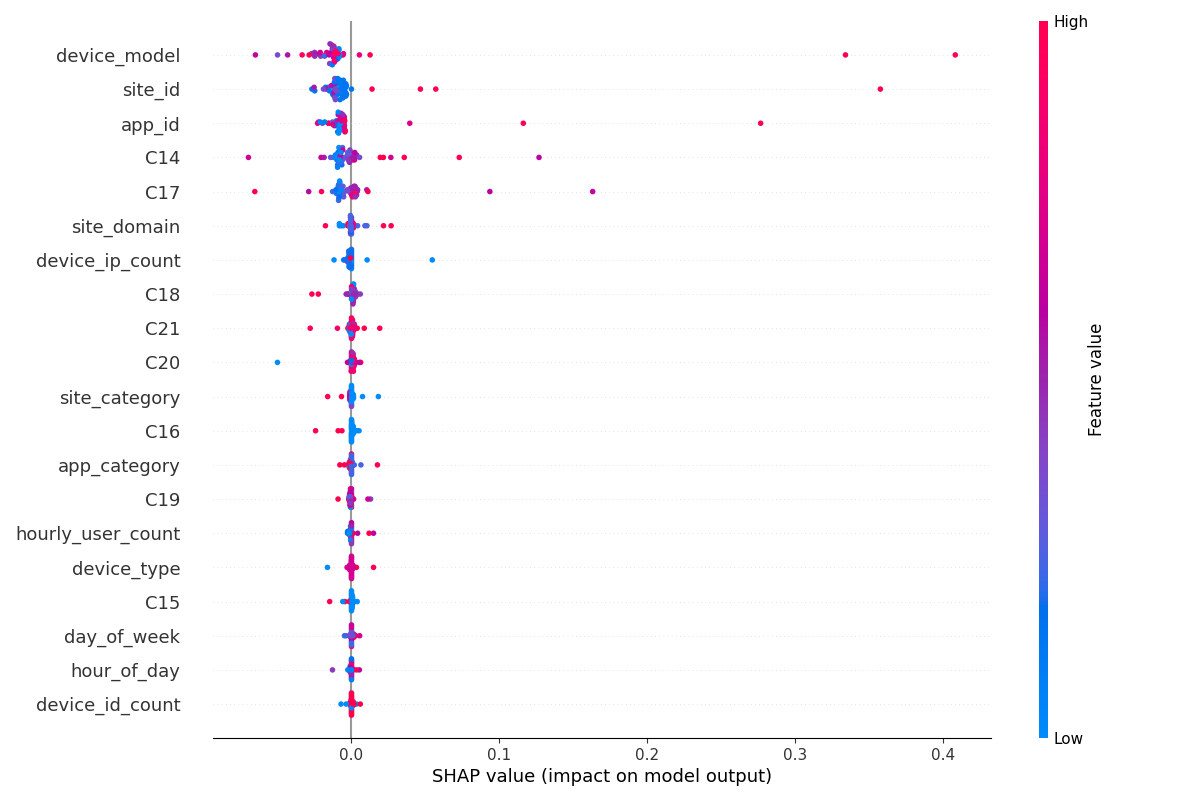 High
device_model
site_id
app_id
C14
C17
site_domain
device_ip_count
C18
C21
C20
site_category
C16
app_category
C19
hourly_user_count
device_type
C15
day_of_week
hour_of_day
device_id_count
Feature value
Low
0.0 0.1 0.2 0.3 0.4
SHAP value (impact on model output)